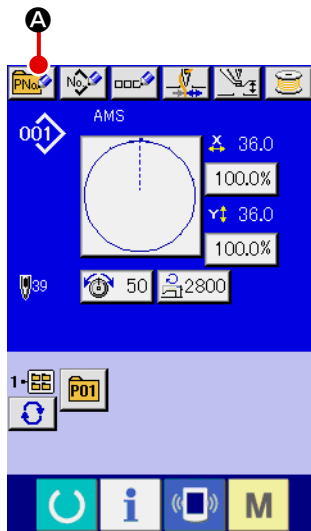 A
PNo. No.
001 AMS
X 36.0
100.0%
Y 36.0
100.0%
39 50 2800
1•
P01
i M